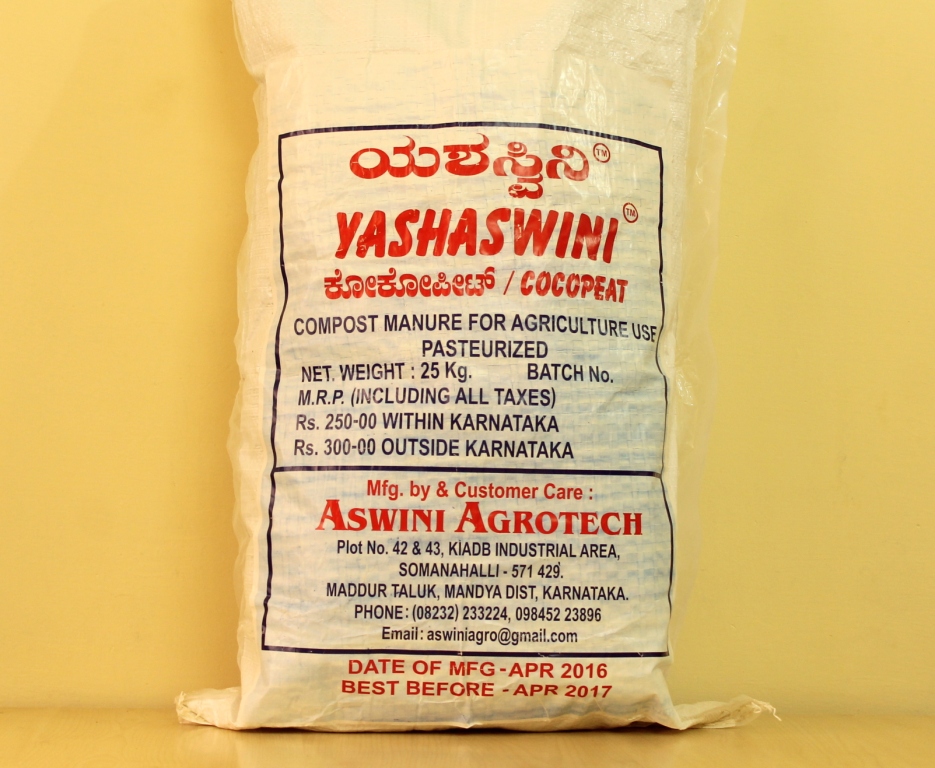 ಯಶಸ್ವಿನಿ TM
YASHASWINI TM
ಕೋಕೋಪೀಟ್ / COCOPEAT
COMPOST MANURE FOR AGRICULTURE USE
PASTEURIZED
NET. WEIGHT : 25 Kg. BATCH No.
M.R.P. (INCLUDING ALL TAXES)
Rs. 250-00 WITHIN KARNATAKA
Rs. 300-00 OUTSIDE KARNATAKA
Mfg. by & Customer Care :
ASWINI AGROTECH
Plot No. 42 & 43, KIADB INDUSTRIAL AREA,
SOMANAHALLI - 571 429.
MADDUR TALUK, MANDYA DIST, KARNATAKA.
PHONE : (08232) 233224, 098452 23896
Email : aswiniagro@gmail.com
DATE OF MFG - APR 2016
BEST BEFORE - APR 2017